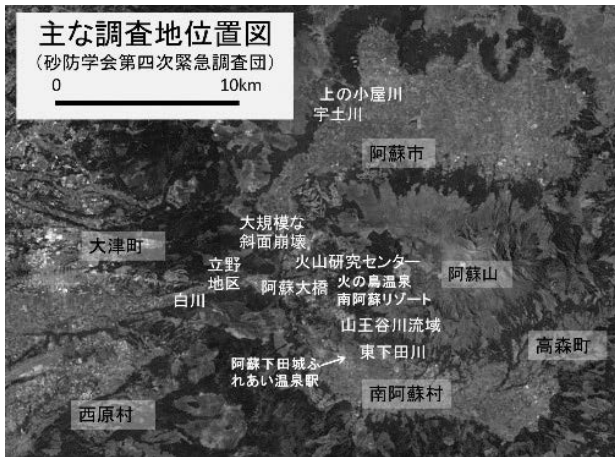 主な調査地位置図
(砂防学会第四次緊急調査団)
0 10km
上の小屋川
宇土川
阿蘇市
大規模な
斜面崩壊
大津町
立野
地区
火山研究センター
阿蘇大橋
火の鳥温泉
南阿蘇リゾート
阿蘇山
白川
山王谷川流域
高森町
東下田川
阿蘇下田城ふ
れあい温泉駅
南阿蘇村
西原村